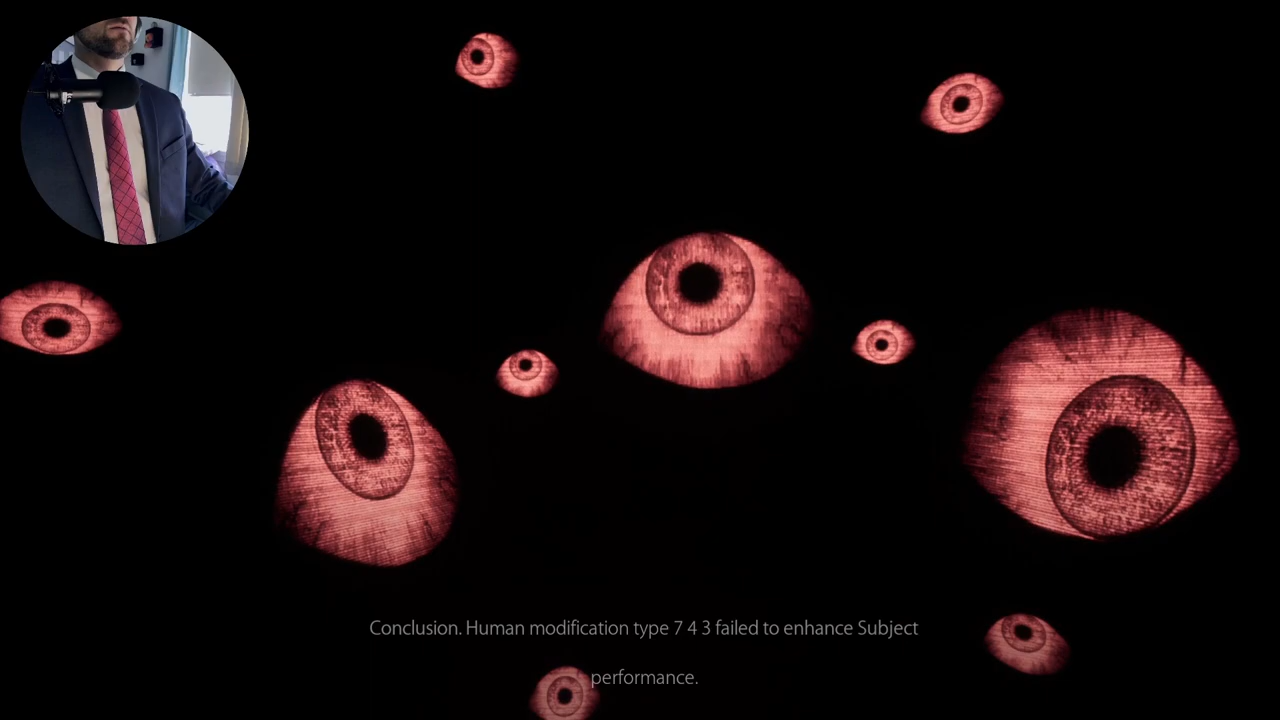 Conclusion. Human modification type 7 4 3 failed to enhance Subject
performance.